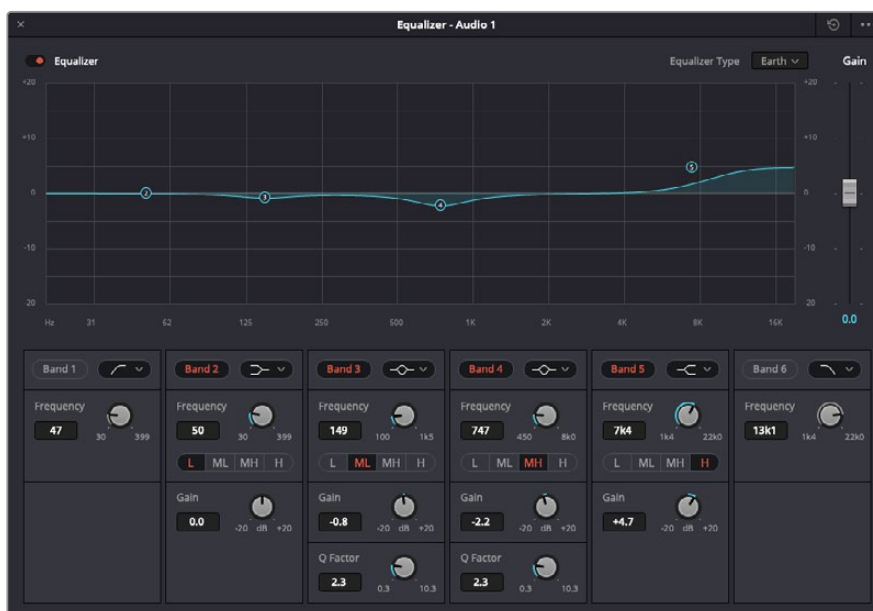 × Equalizer - Audio 1
Equalizer Equalizer Type Earth Gain
+20 +20
+10 +10
0 0
-10 -10
20 20
Hz 31 62 125 250 500 1K 2K 4K 8K 16K 0.0
2 3 4 5
Band 1 Band 2 Band 3 Band 4 Band 5 Band 6
Frequency Frequency Frequency Frequency Frequency Frequency
47 50 149 747 7k4 13k1
30 399 30 399 100 1k5 450 8k0 1k4 22k0 1k4 22k0
L ML MH H L ML MH H L ML MH H L ML MH H
Gain Gain Gain Gain
0.0 -0.8 -2.2 +4.7
-20 dB +20 -20 dB +20 -20 dB +20 -20 dB +20
Q Factor Q Factor
2.3 2.3
0.3 10.3 0.3 10.3